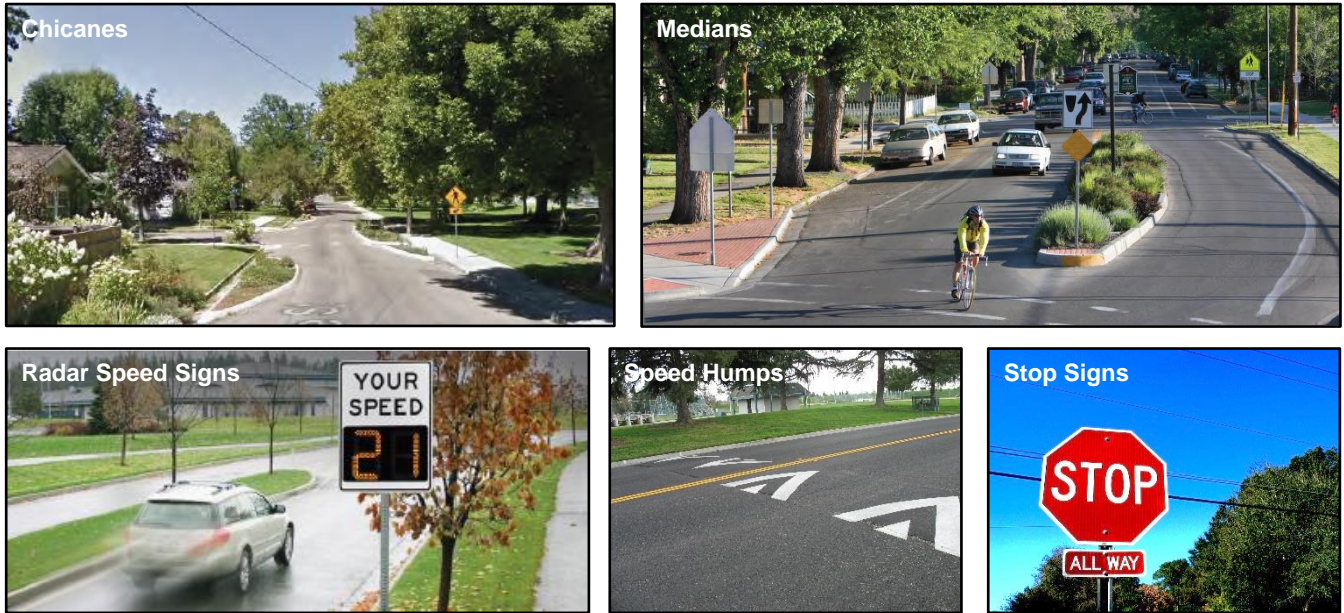 Chicanes
Medians
Radar Speed Signs
YOUR
SPEED
21
Speed Humps
Stop Signs
STOP
ALL WAY